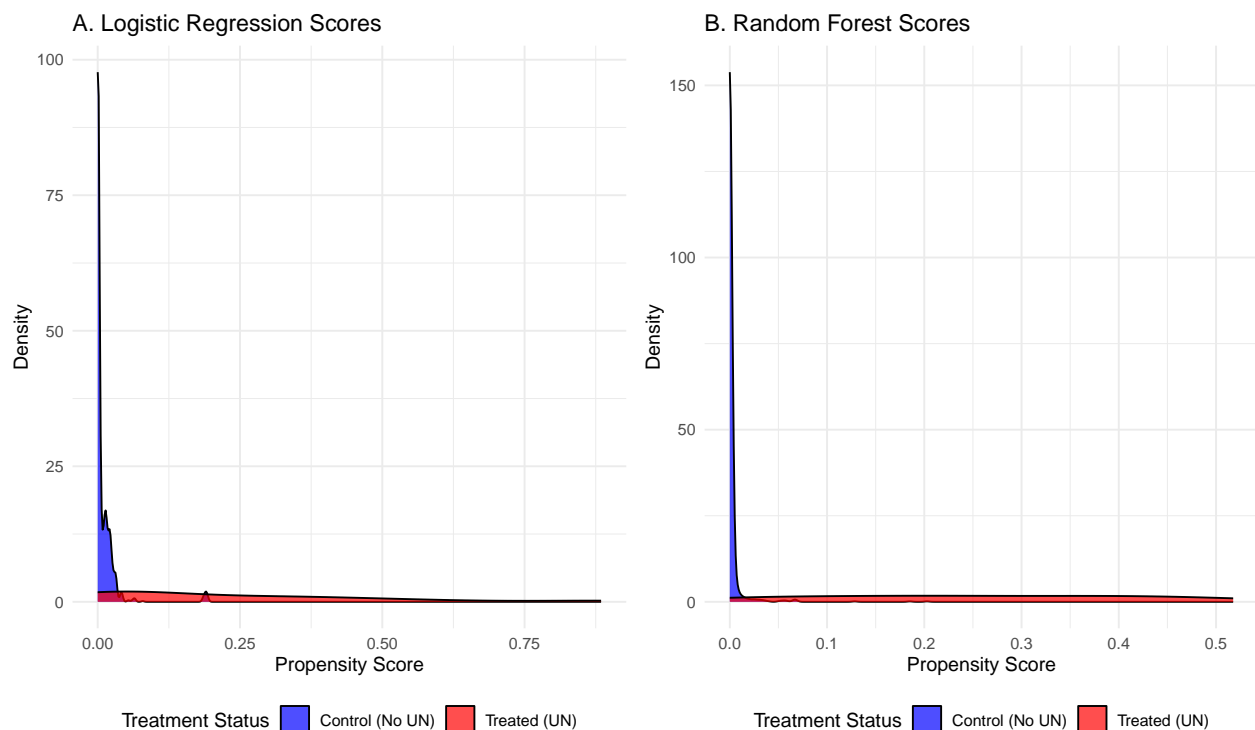 A. Logistic Regression Scores
100
75
50
25
0
Density
0.00 0.25 0.50 0.75
Propensity Score
Treatment Status Control (No UN) Treated (UN)
B. Random Forest Scores
150
100
50
0
Density
0.0 0.1 0.2 0.3 0.4 0.5
Propensity Score
Treatment Status Control (No UN) Treated (UN)